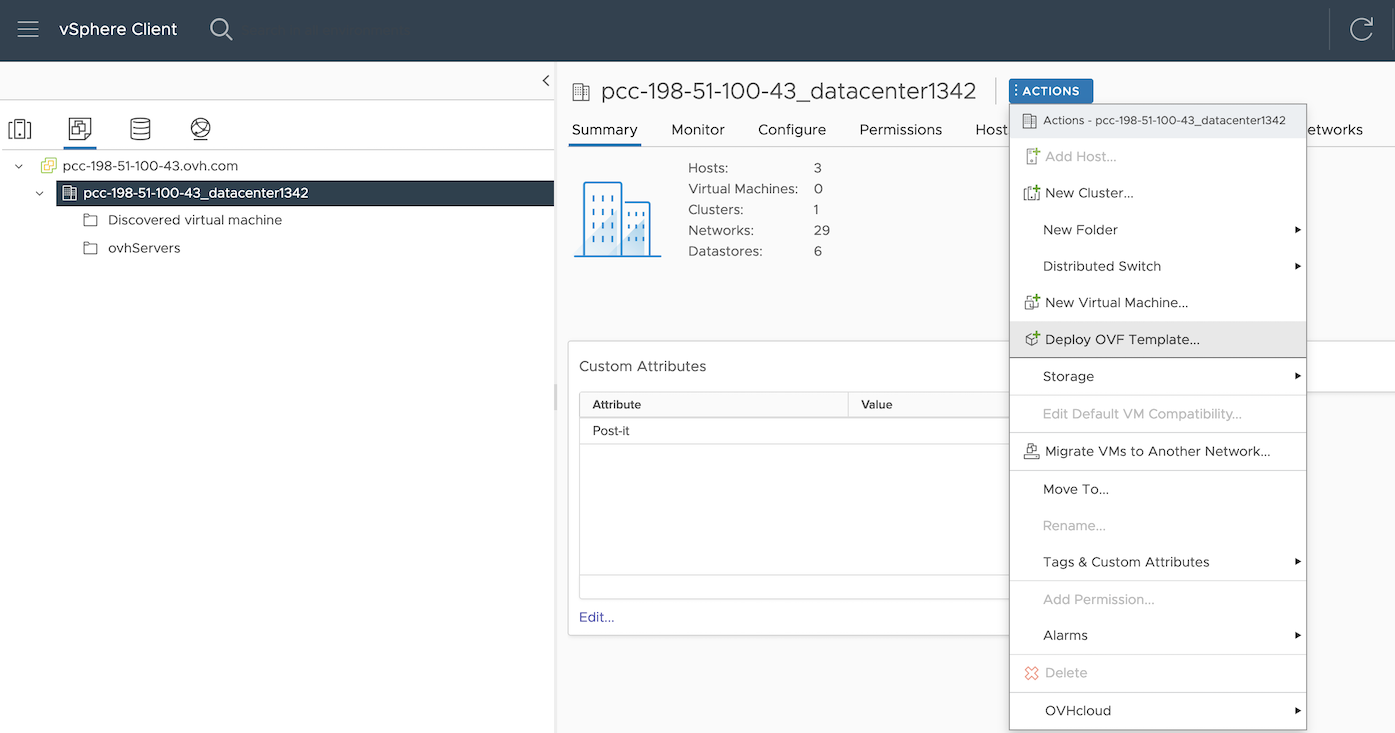 vSphere Client
pcc-198-51-100-43.ovh.com
pcc-198-51-100-43_datacenter1342
Discovered virtual machine
ovhServers
pcc-198-51-100-43_datacenter1342
ACTIONS
Summary Monitor Configure Permissions Host etworks
Hosts: 3
Virtual Machines: 0
Clusters: 1
Networks: 29
Datastores: 6
Custom Attributes
Attribute Value
Post-it
Edit...
Actions - pcc-198-51-100-43_datacenter1342
Add Host...
New Cluster...
New Folder
Distributed Switch
New Virtual Machine...
Deploy OVF Template...
Storage
Edit Default VM Compatibility...
Migrate VMs to Another Network...
Move To...
Rename...
Tags & Custom Attributes
Add Permission...
Alarms
Delete
OVHcloud